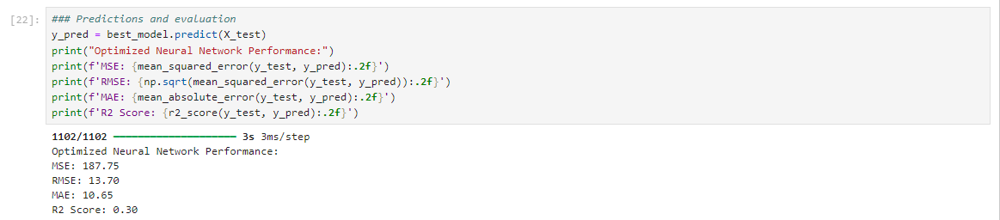 [22]: ### Predictions and evaluation
y_pred = best_model.predict(X_test)
print("Optimized Neural Network Performance:")
print(f'MSE: {mean_squared_error(y_test, y_pred):.2f}')
print(f'RMSE: {np.sqrt(mean_squared_error(y_test, y_pred)):.2f}')
print(f'MAE: {mean_absolute_error(y_test, y_pred):.2f}')
print(f'R2 Score: {r2_score(y_test, y_pred):.2f}')
1102/1102 ━━━━━━━━━━━━━━━━━━━━ 3s 3ms/step
Optimized Neural Network Performance:
MSE: 187.75
RMSE: 13.70
MAE: 10.65
R2 Score: 0.30